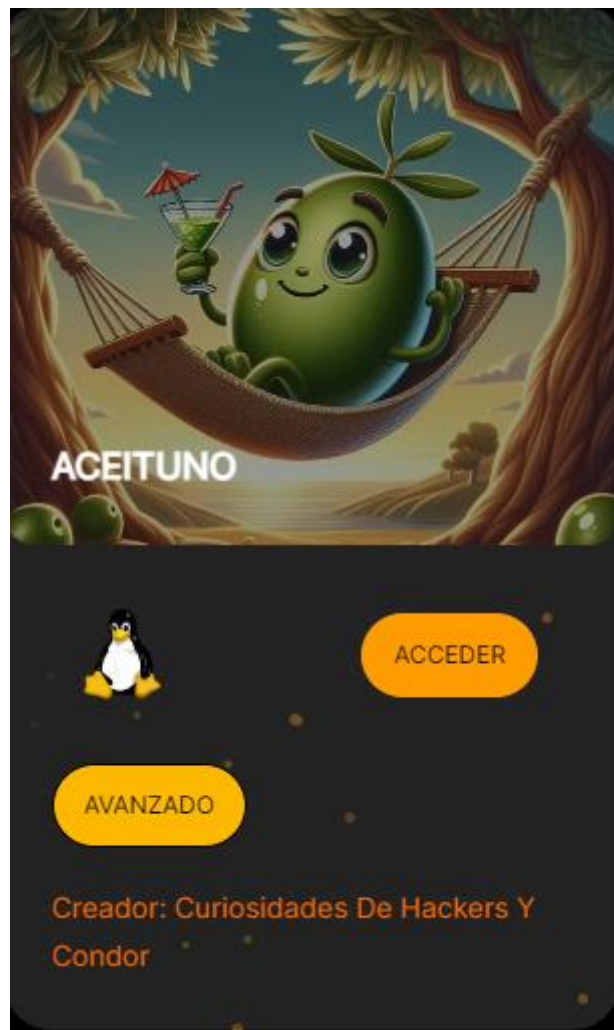 ACEITUNO
ACCEDER
AVANZADO
Creador: Curiosidades De Hackers Y
Condor